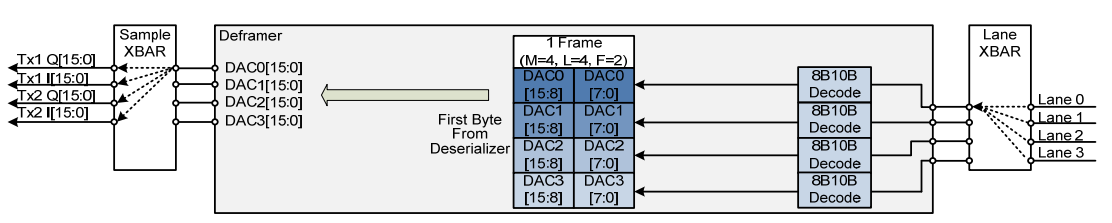 Sample
XBAR
Tx1 Q[15:0]
Tx1 I[15:0]
Tx2 Q[15:0]
Tx2 I[15:0]
Deframer
DAC0[15:0]
DAC1[15:0]
DAC2[15:0]
DAC3[15:0]
First Byte
From
Deserializer
1 Frame
(M=4, L=4, F=2)
DAC0 DAC0
[15:8] [7:0]
DAC1 DAC1
[15:8] [7:0]
DAC2 DAC2
[15:8] [7:0]
DAC3 DAC3
[15:8] [7:0]
8B10B
Decode
8B10B
Decode
8B10B
Decode
8B10B
Decode
Lane
XBAR
Lane 0
Lane 1
Lane 2
Lane 3